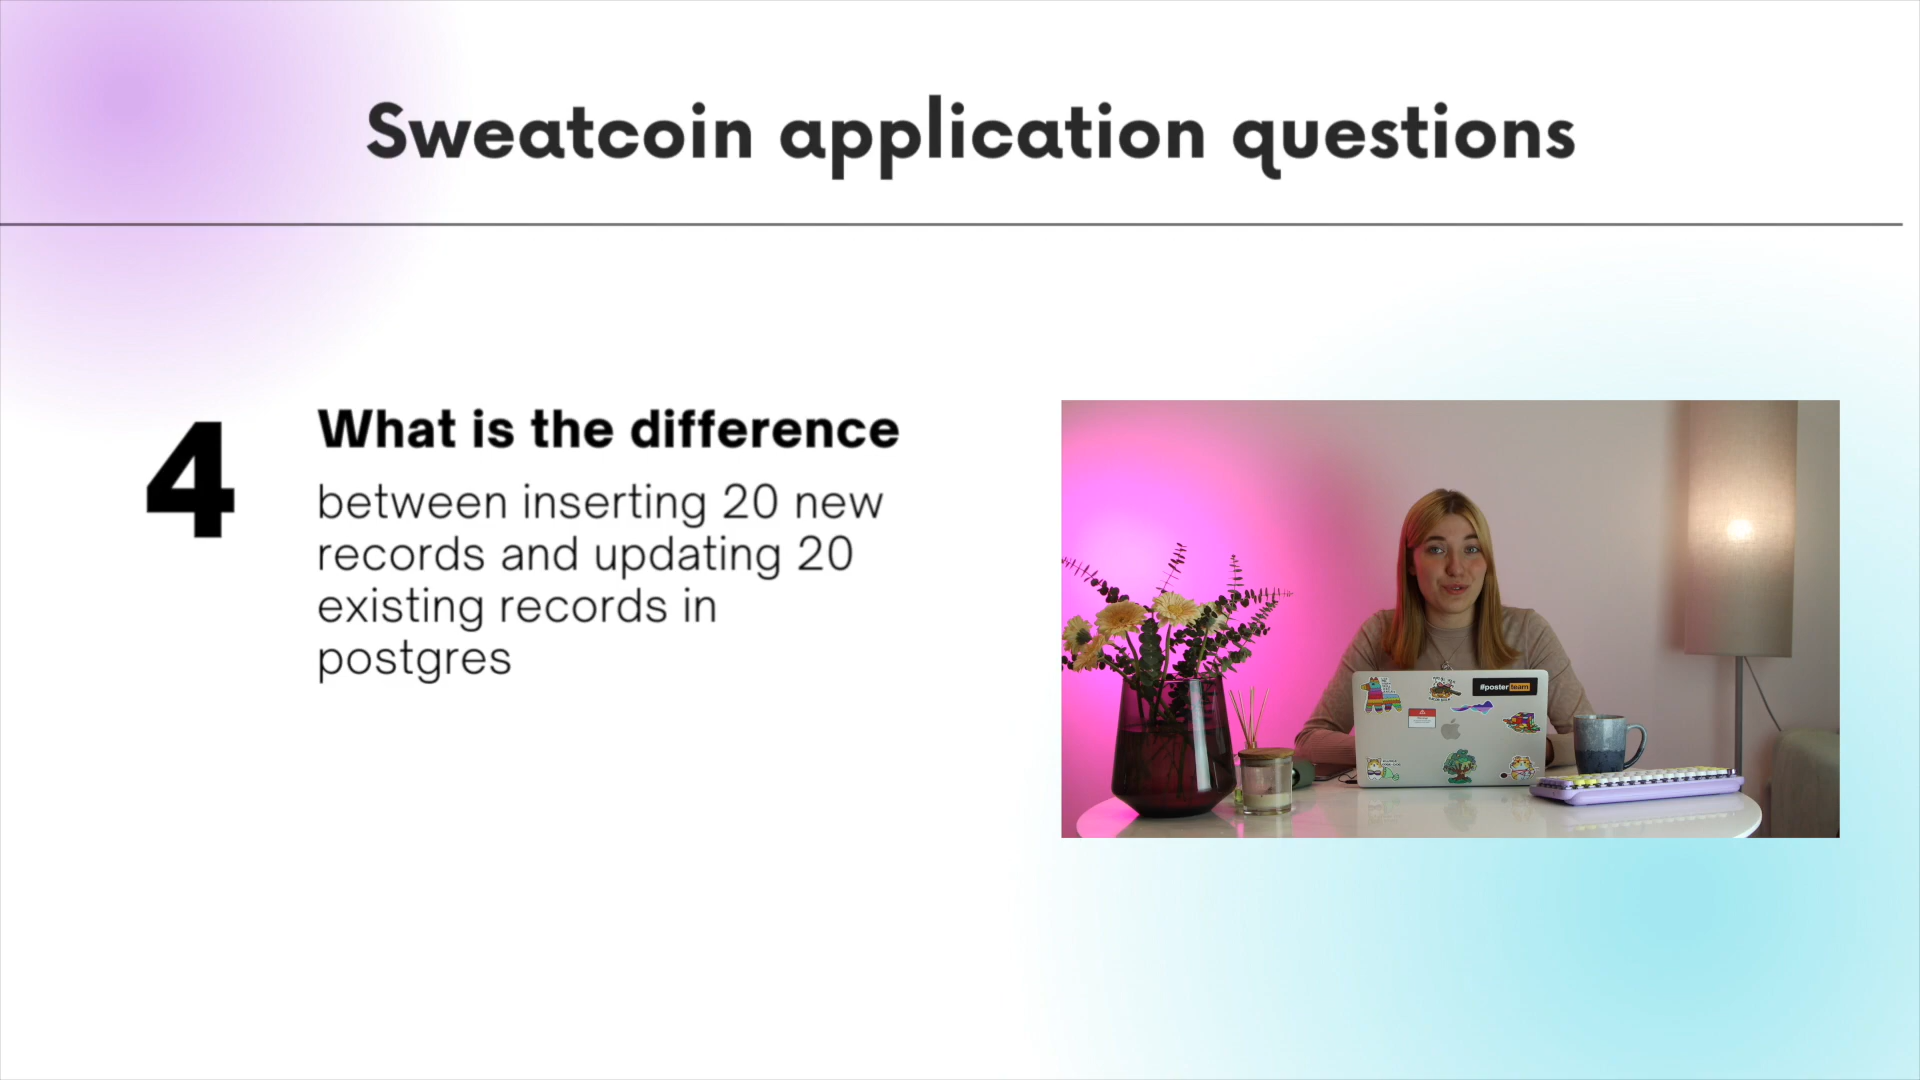 Sweatcoin application questions
4
What is the difference
between inserting 20 new
records and updating 20
existing records in
postgres
#posterteam